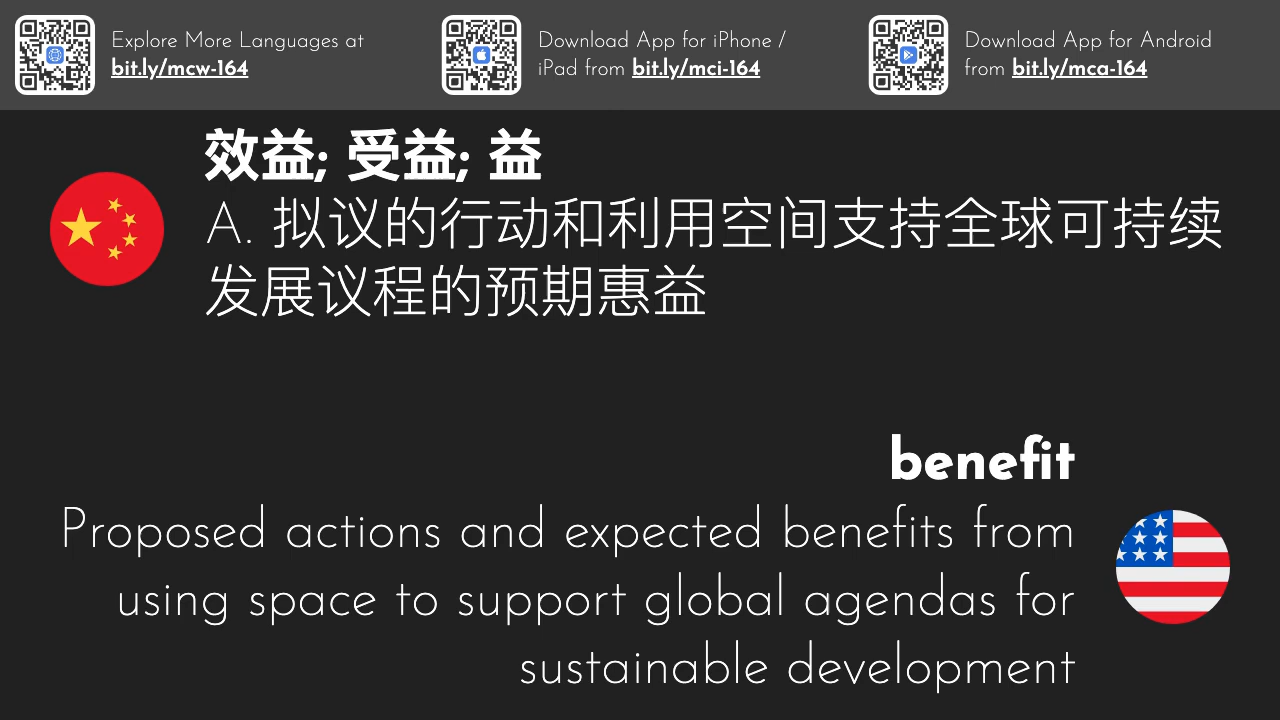 Explore More Languages at
bit.ly/mcw-164
Download App for iPhone /
iPad from bit.ly/mci-164
Download App for Android
from bit.ly/mca-164
效益; 受益; 益
A. 拟议的行动和利用空间支持全球可持续
发展议程的预期惠益
benefit
Proposed actions and expected benefits from
using space to support global agendas for
sustainable development